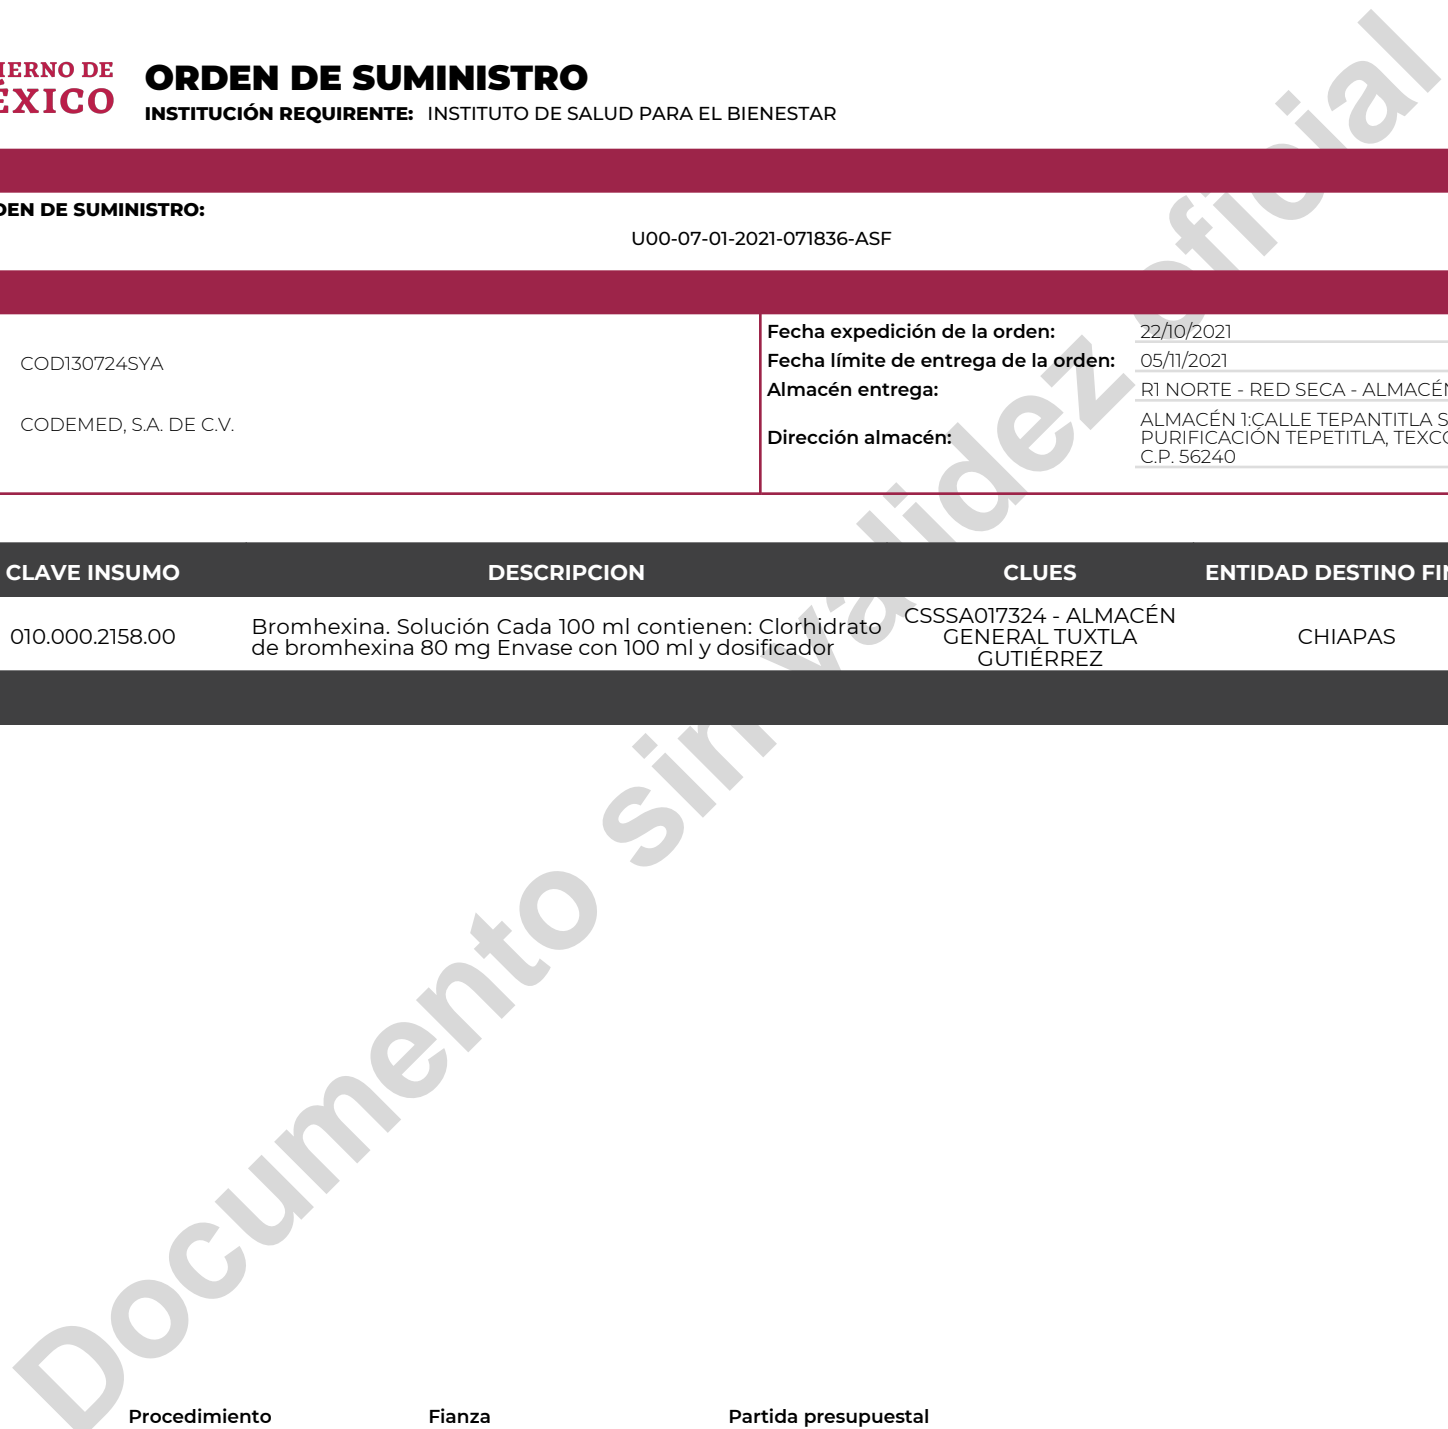 IERNO DE
ÉXICO
ORDEN DE SUMINISTRO
INSTITUCIÓN REQUIRENTE: INSTITUTO DE SALUD PARA EL BIENESTAR
DEN DE SUMINISTRO:
U00-07-01-2021-071836-ASF
COD130724SYA
CODEMED, S.A. DE C.V.
Fecha expedición de la orden: 22/10/2021
Fecha límite de entrega de la orden: 05/11/2021
Almacén entrega: R1 NORTE - RED SECA - ALMACÉN
Dirección almacén:
ALMACÉN 1:CALLE TEPANTITLA S
PURIFICACIÓN TEPETITLA, TEXCO
C.P. 56240
CLAVE INSUMO DESCRIPCION CLUES ENTIDAD DESTINO FIN
010.000.2158.00
Bromhexina. Solución Cada 100 ml contienen: Clorhidrato
de bromhexina 80 mg Envase con 100 ml y dosificador
CSSSA017324 - ALMACÉN
GENERAL TUXTLA
GUTIÉRREZ
CHIAPAS
Documento sin validez oficial
Procedimiento Fianza Partida presupuestal